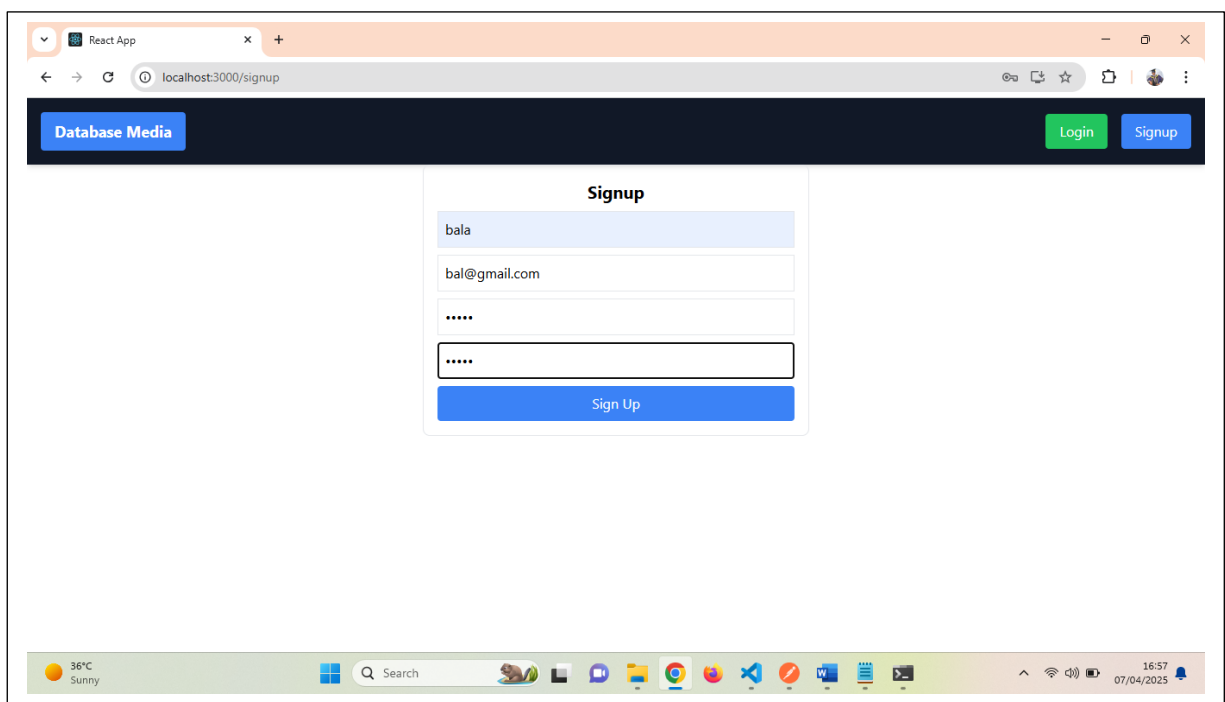 React App
localhost:3000/signup
Database Media
Login
Signup
Signup
bala
bal@gmail.com
•••••
•••••
Sign Up
36°C
Sunny
Search
16:57
07/04/2025